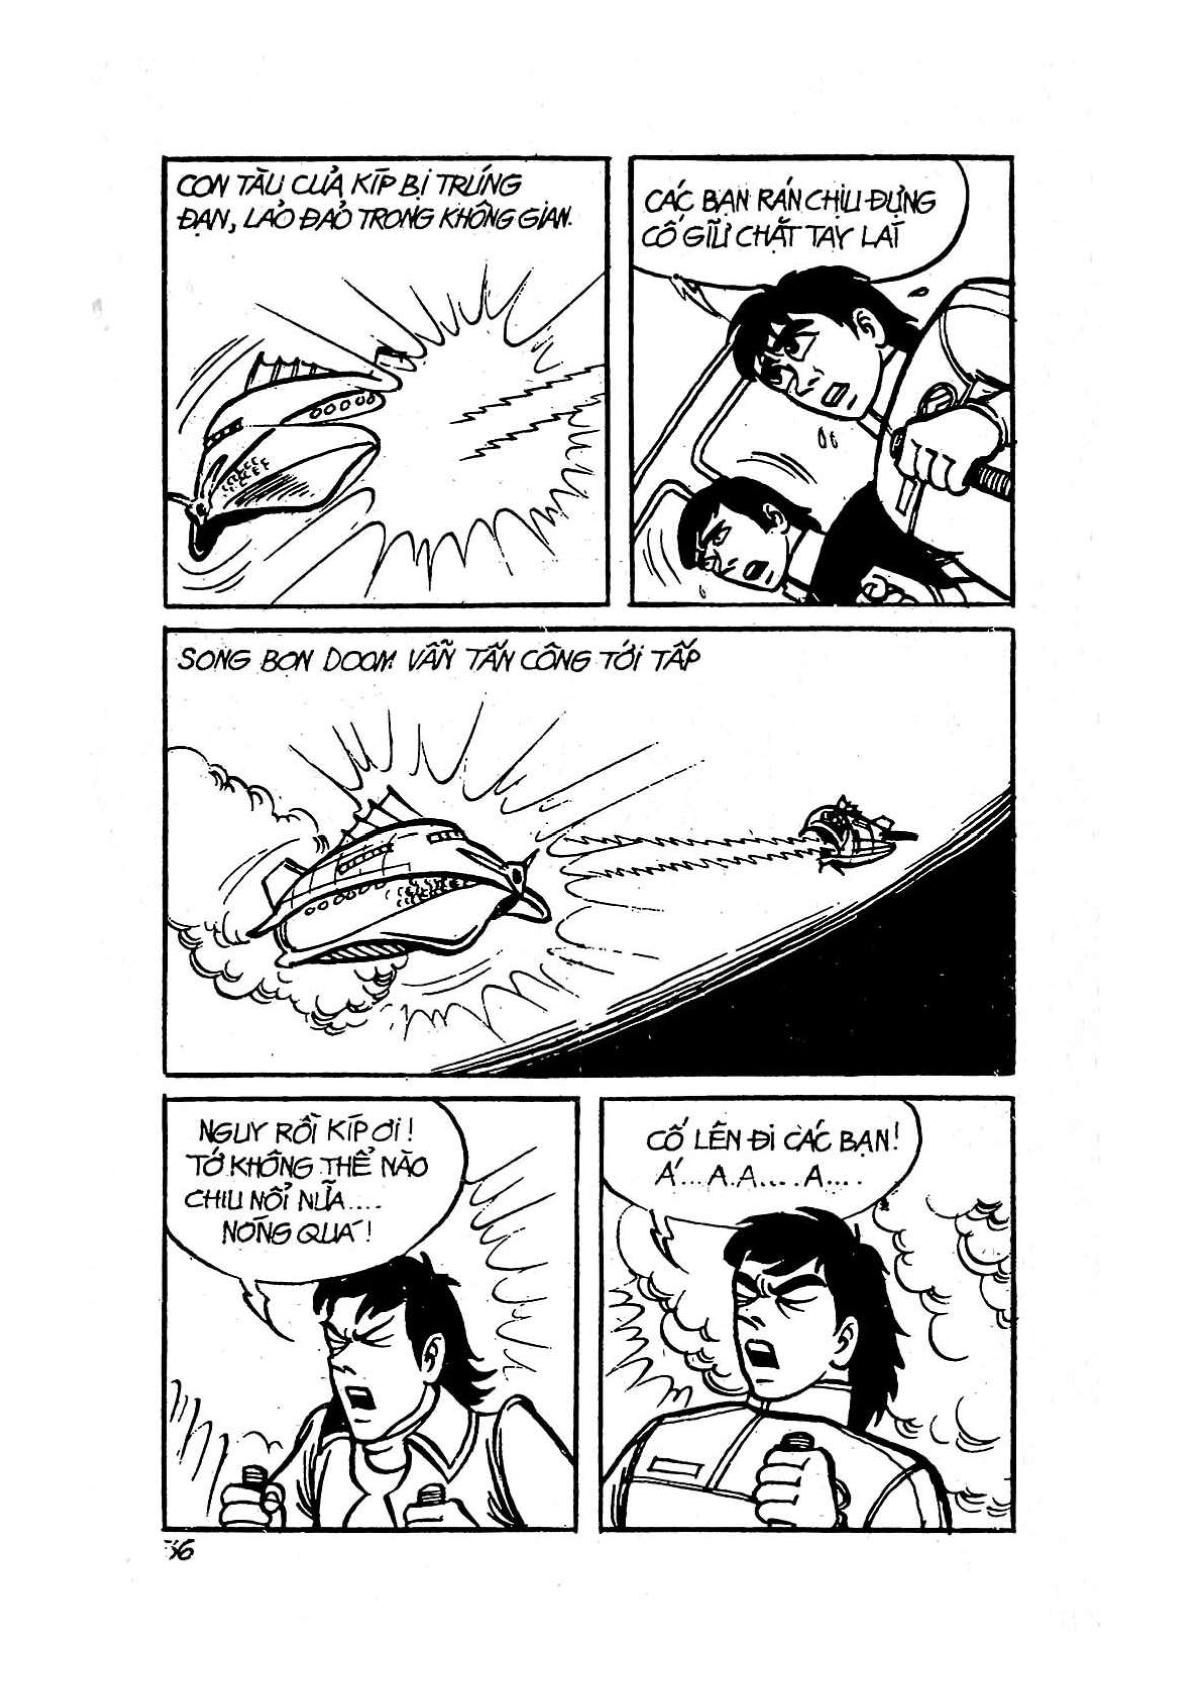 CON TÀU CỦA KÍP BỊ TRÚNG
ĐẠN, LẢO ĐẢO TRONG KHÔNG GIAN.
CÁC BẠN RÁN CHỊU ĐỰNG
CỐ GIỮ CHẶT TAY LÁI
SONG BỌN DOOM VẪN TẤN CÔNG TỚI TẤP
NGUY RỒI KÍP ƠI!
TỚ KHÔNG THỂ NÀO
CHỊU NỔI NỮA....
NÓNG QUÁ!
CỐ LÊN ĐI CÁC BẠN!
Á...A.A....A....